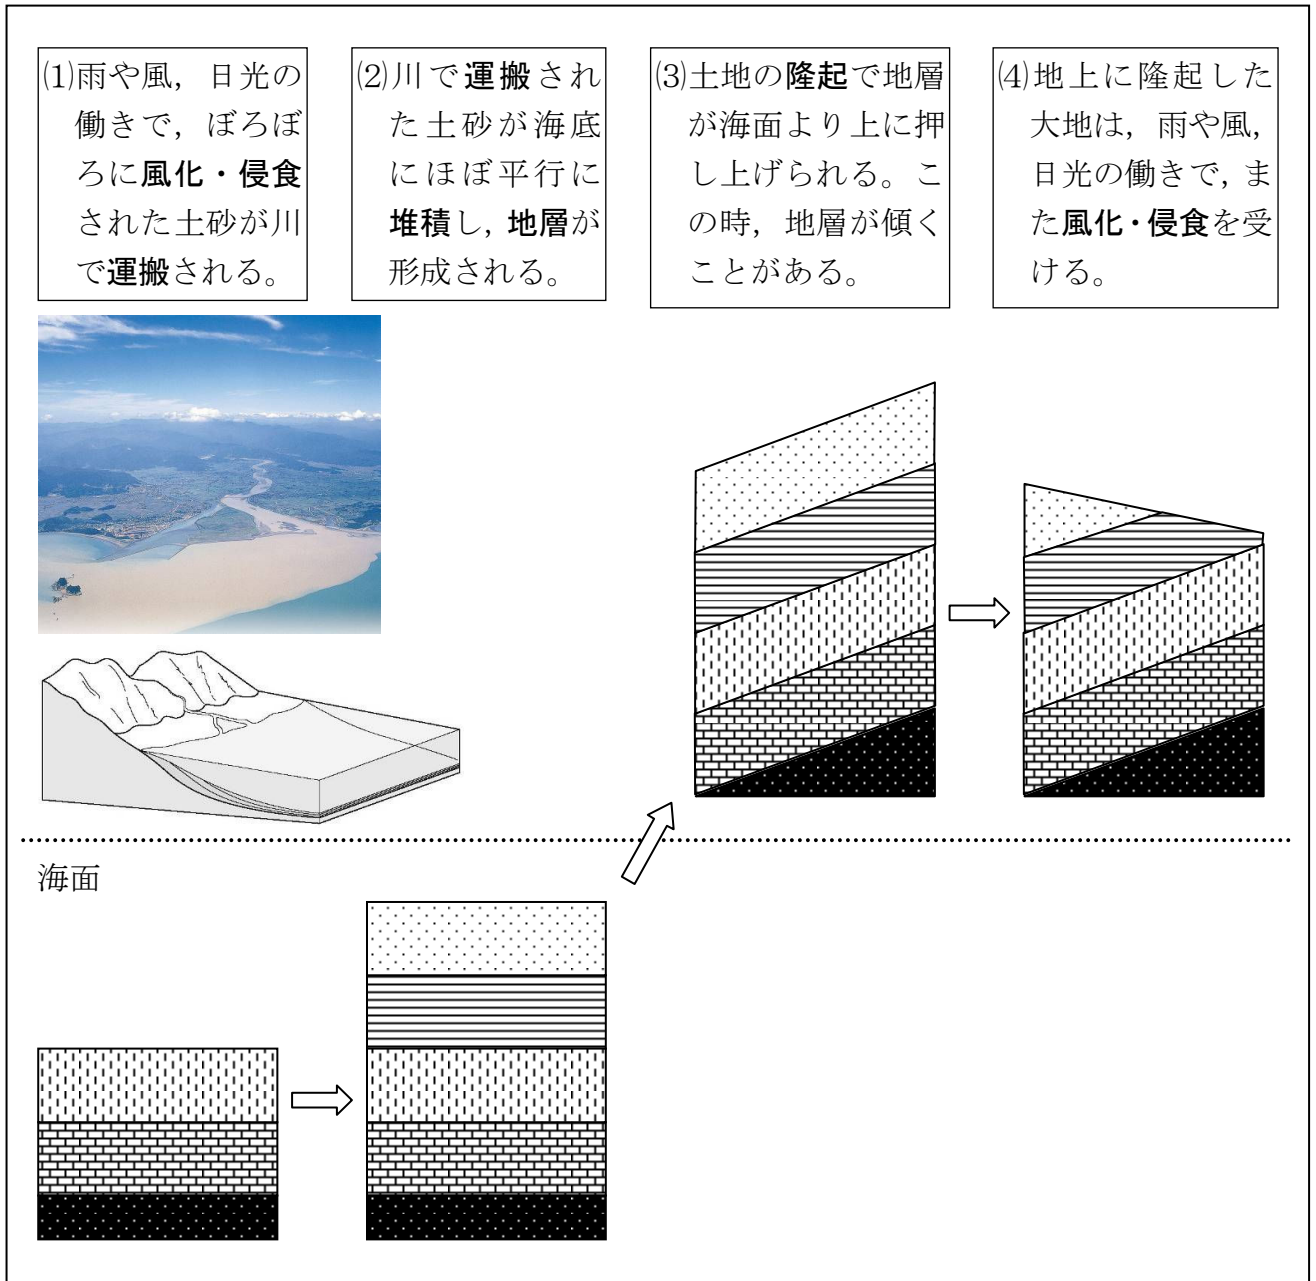 ⑴雨や風，日光の
働きで，ぼろぼ
ろに風化・侵食
された土砂が川
で運搬される。
⑵川で運搬され
た土砂が海底
にほぼ平行に
堆積し，地層が
形成される。
⑶土地の隆起で地層
が海面より上に押
し上げられる。こ
の時，地層が傾く
ことがある。
⑷地上に隆起した
大地は，雨や風，
日光の働きで，ま
た風化・侵食を受
ける。
海面